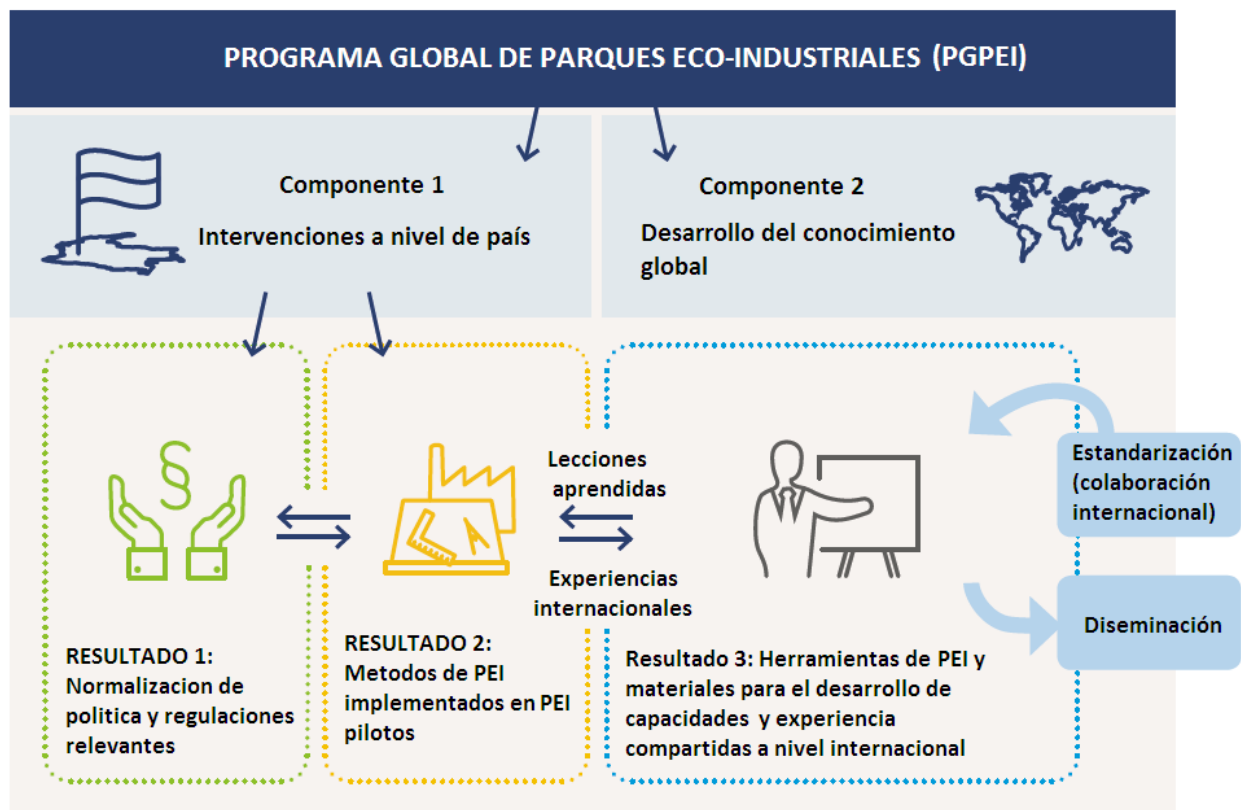 PROGRAMA GLOBAL DE PARQUES ECO-INDUSTRIALES (PGPEI)
Componente 1
Intervenciones a nivel de país
Componente 2
Desarrollo del conocimiento
global
Lecciones
aprendidas
Experiencias
internacionales
Estandarización
(colaboración
internacional)
Diseminación
RESULTADO 1:
Normalizacion de
politica y regulaciones
relevantes
RESULTADO 2:
Metodos de PEI
implementados en PEI
pilotos
Resultado 3: Herramientas de PEI y
materiales para el desarrollo de
capacidades y experiencia
compartidas a nivel internacional